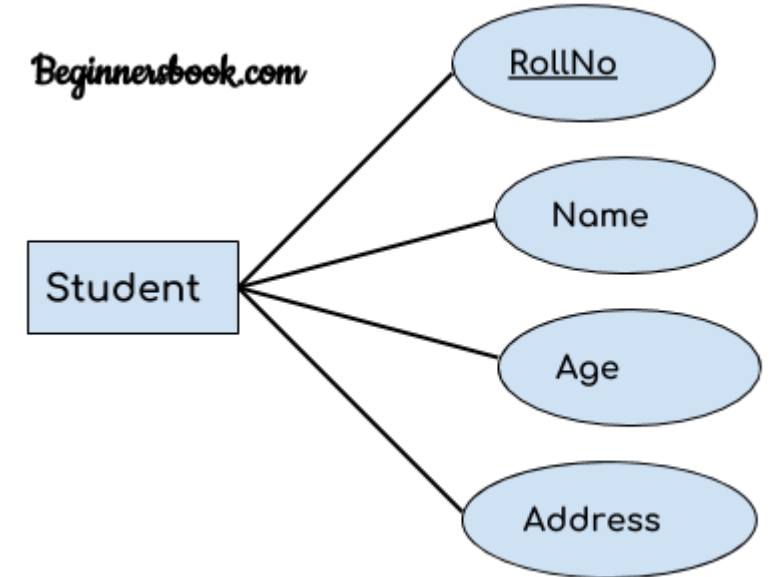 Beginnersbook.com
RollNo
Name
Student
Age
Address